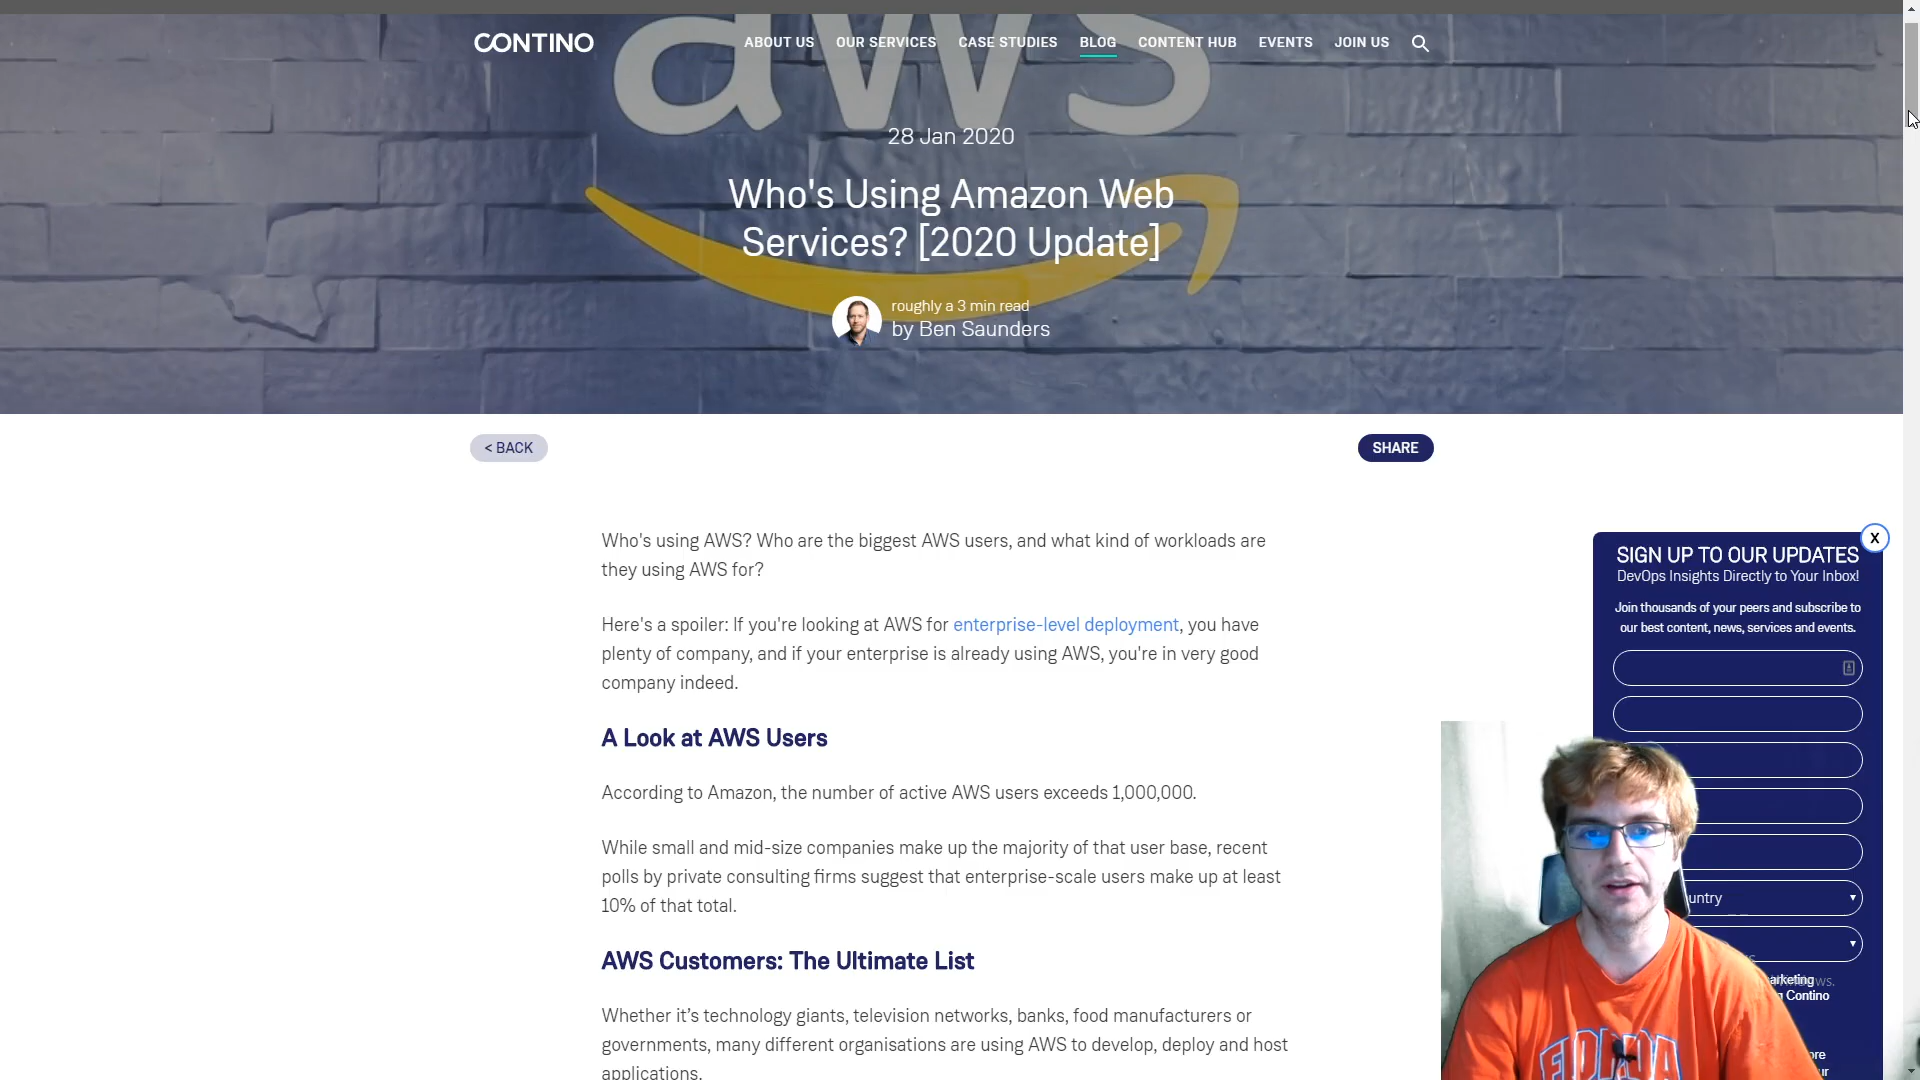 aws
CONTINO
ABOUT US OUR SERVICES CASE STUDIES BLOG CONTENT HUB EVENTS JOIN US
28 Jan 2020
Who's Using Amazon Web
Services? [2020 Update]
roughly a 3 min read
by Ben Saunders
< BACK
SHARE
Who's using AWS? Who are the biggest AWS users, and what kind of workloads are
they using AWS for?
Here's a spoiler: If you're looking at AWS for enterprise-level deployment, you have
plenty of company, and if your enterprise is already using AWS, you're in very good
company indeed.
A Look at AWS Users
According to Amazon, the number of active AWS users exceeds 1,000,000.
While small and mid-size companies make up the majority of that user base, recent
polls by private consulting firms suggest that enterprise-scale users make up at least
10% of that total.
AWS Customers: The Ultimate List
Whether it’s technology giants, television networks, banks, food manufacturers or
governments, many different organisations are using AWS to develop, deploy and host
applications.
X
SIGN UP TO OUR UPDATES
DevOps Insights Directly to Your Inbox!
Join thousands of your peers and subscribe to
our best content, news, services and events.
untry
arketing
g Contino
ore
ur
FLORIDA